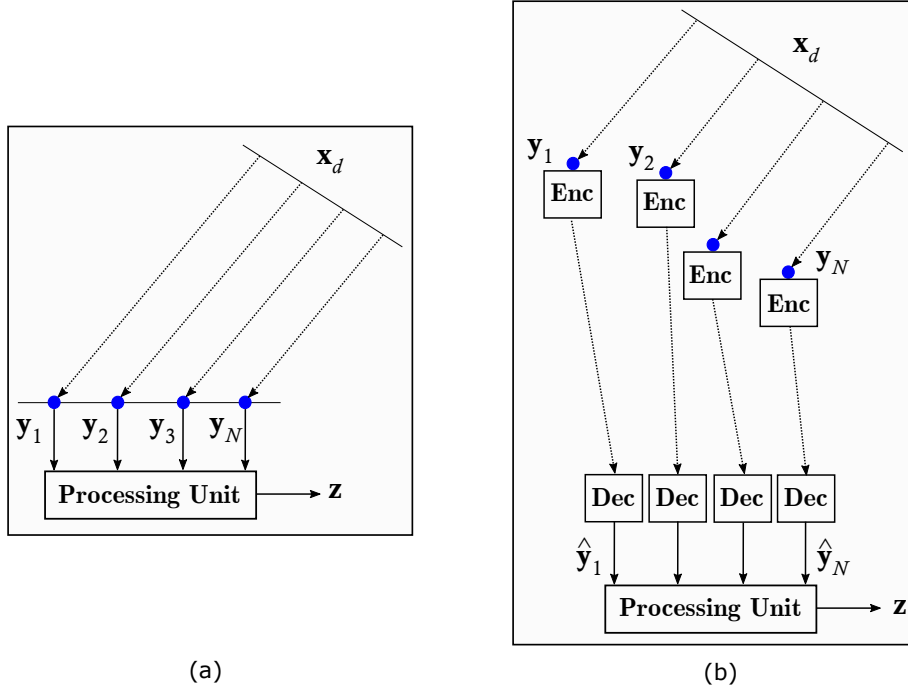 𝐱_d
𝐲_1 𝐲_2 𝐲_3 𝐲_N
Processing Unit
𝐳
(a)
𝐱_d
𝐲_1 𝐲_2
Enc Enc
𝐲_N
Enc Enc
Dec Dec Dec Dec
ŷ_1 ŷ_N
Processing Unit
𝐳
(b)